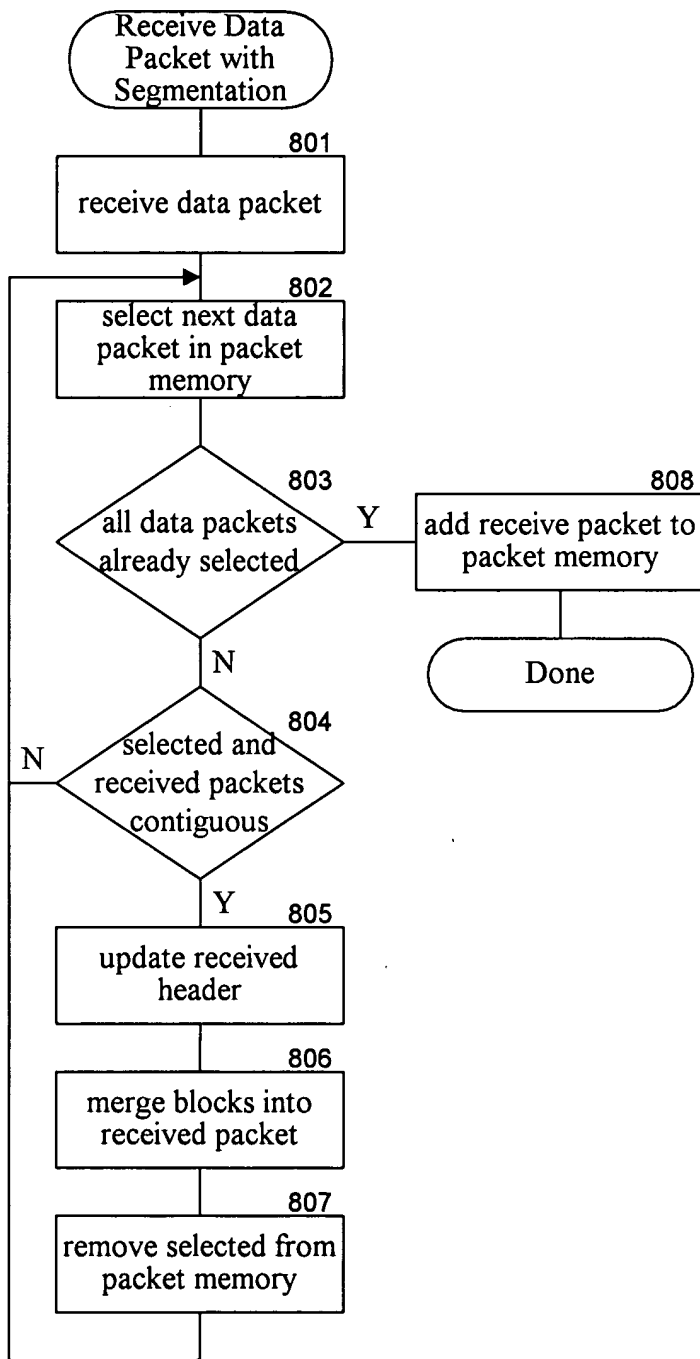 Receive Data
Packet with
Segmentation
801
receive data packet
802
select next data
packet in packet
memory
803
all data packets
already selected
Y
808
add receive packet to
packet memory
Done
N
804
selected and
received packets
contiguous
N
Y
805
update received
header
806
merge blocks into
received packet
807
remove selected from
packet memory